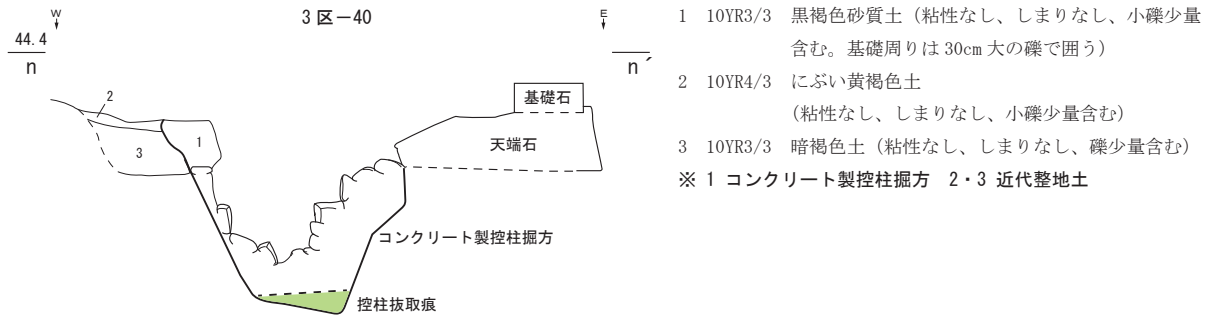 3区－40
W
E
44.4
n
n´
2
3
1
基礎石
天端石
コンクリート製控柱掘方
控柱抜取痕
1 10YR3/3 黒褐色砂質土（粘性なし、しまりなし、小礫少量
含む。基礎周りは 30cm 大の礫で囲う）
2 10YR4/3 にぶい黄褐色土
（粘性なし、しまりなし、小礫少量含む）
3 10YR3/3 暗褐色土（粘性なし、しまりなし、礫少量含む）
※ 1 コンクリート製控柱掘方 2・3 近代整地土